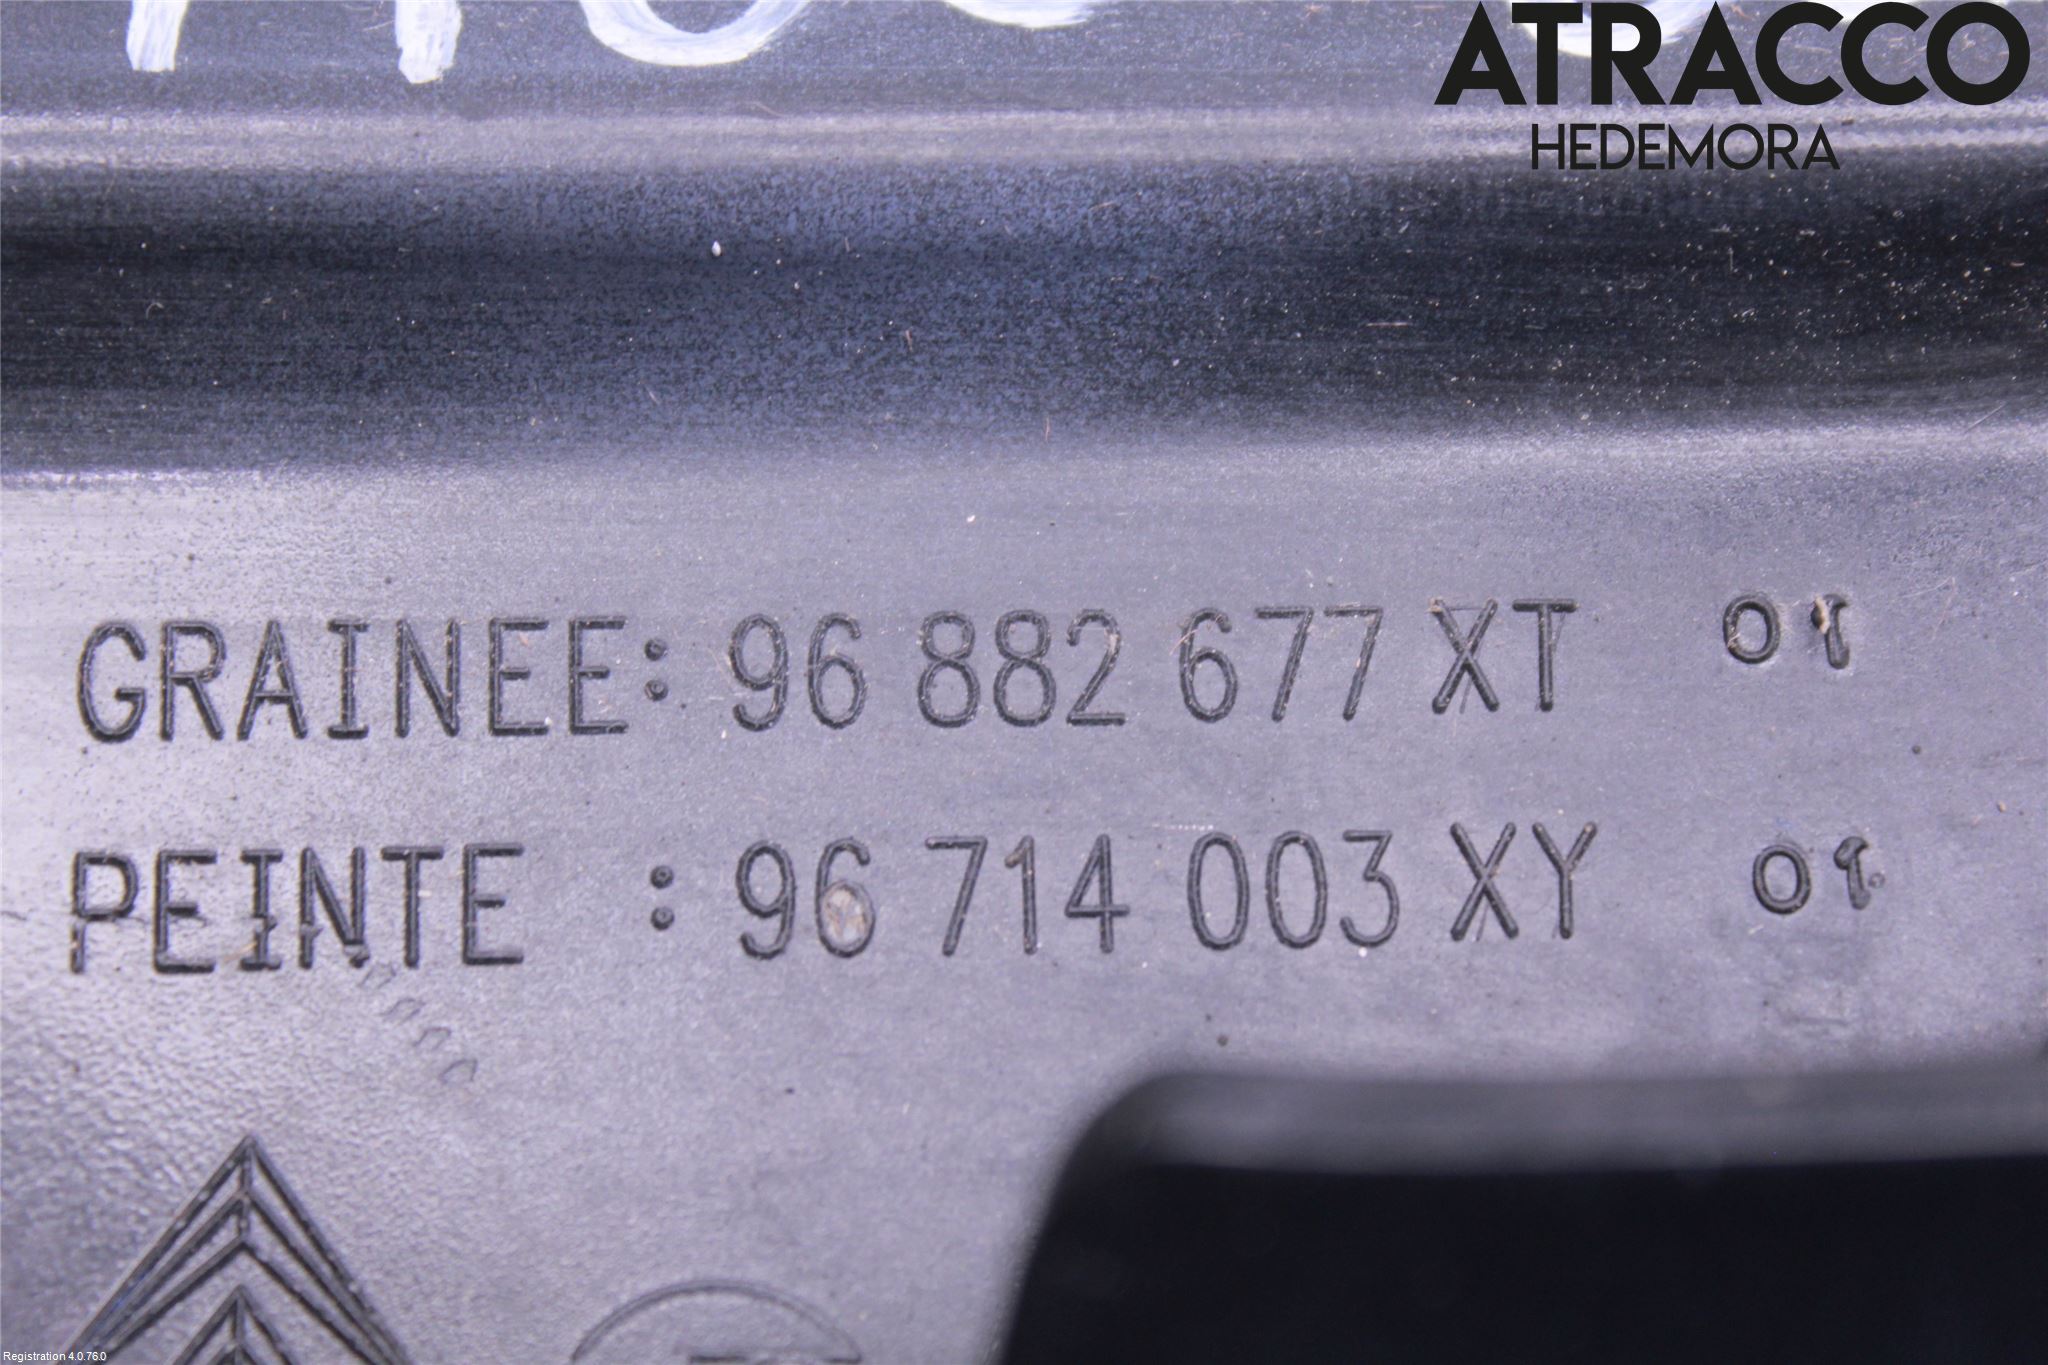 ATRACCO
HEDEMORA
GRAINEE: 96 882 677 XT 01
PEINTE : 96 714 003 XY 01
Registration 4.0.76.0